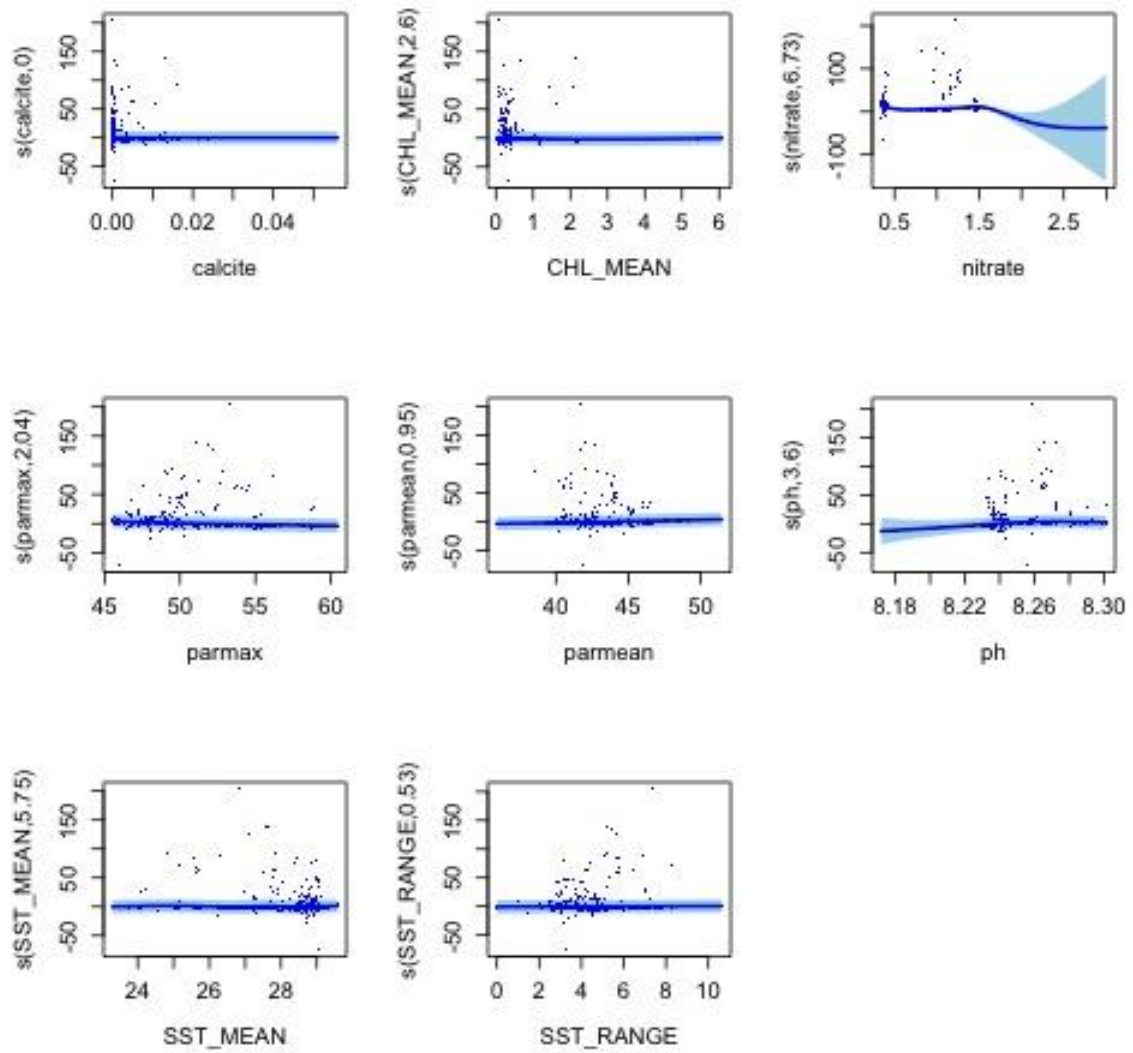 s(calcite,0)
150
50
-50
0.00 0.02 0.04
calcite
s(CHL_MEAN,2.6)
150
50
-50
0 1 2 3 4 5 6
CHL_MEAN
s(nitrate,6.73)
100
-100
0.5 1.5 2.5
nitrate
s(parmax,2.04)
150
50
-50
45 50 55 60
parmax
s(parmean,0.95)
150
50
-50
40 45 50
parmean
s(ph,3.6)
150
50
-50
8.18 8.22 8.26 8.30
ph
s(SST_MEAN,5.75)
150
50
-50
24 26 28
SST_MEAN
s(SST_RANGE,0.53)
150
50
-50
0 2 4 6 8 10
SST_RANGE